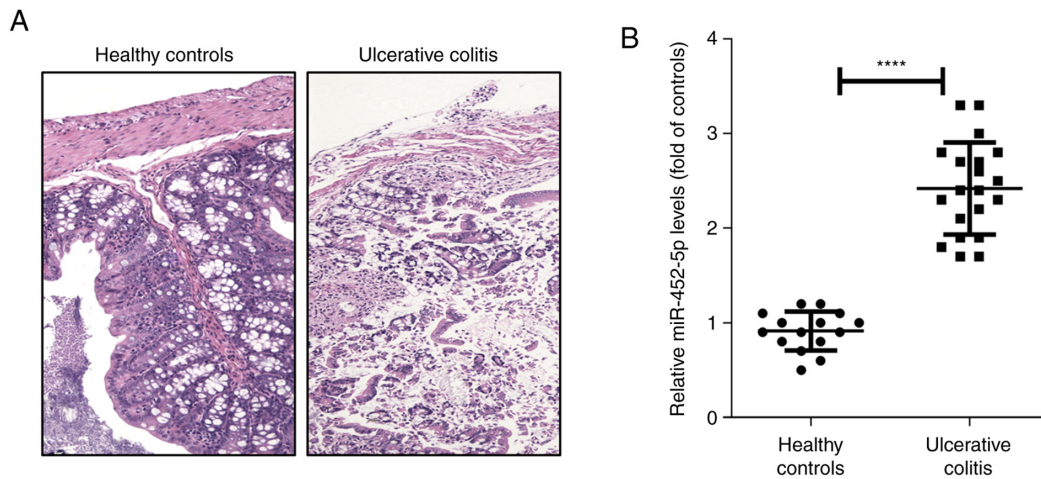 A
Healthy controls
Ulcerative colitis
B
Relative miR-452-5p levels (fold of controls)
4
3
2
1
0
****
Healthy
controls
Ulcerative
colitis